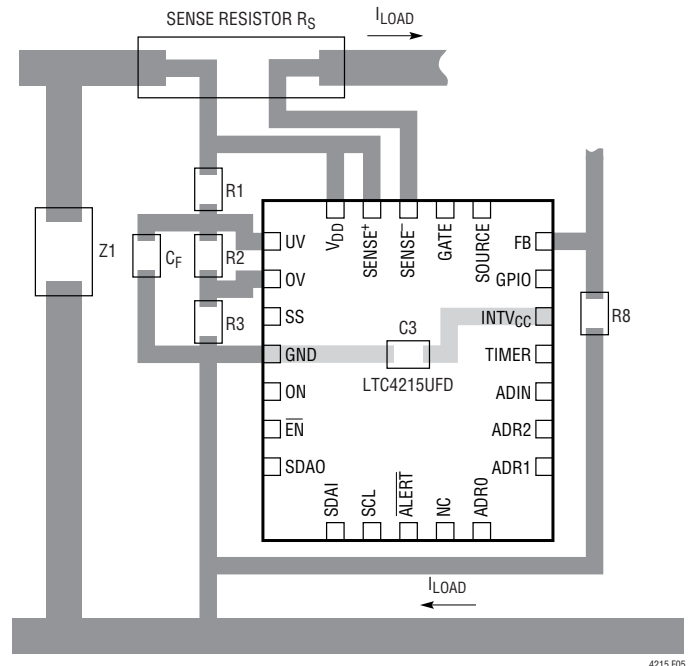 SENSE RESISTOR RS
ILOAD
R1
Z1
CF
R2
R3
UV
OV
SS
GND
ON
EN
SDAO
VDD
SENSE+
SENSE–
GATE
SOURCE
FB
GPIO
INTVCC
TIMER
ADIN
ADR2
ADR1
R8
C3
LTC4215UFD
SDAI
SCL
ALERT
NC
ADR0
ILOAD
4215 F05